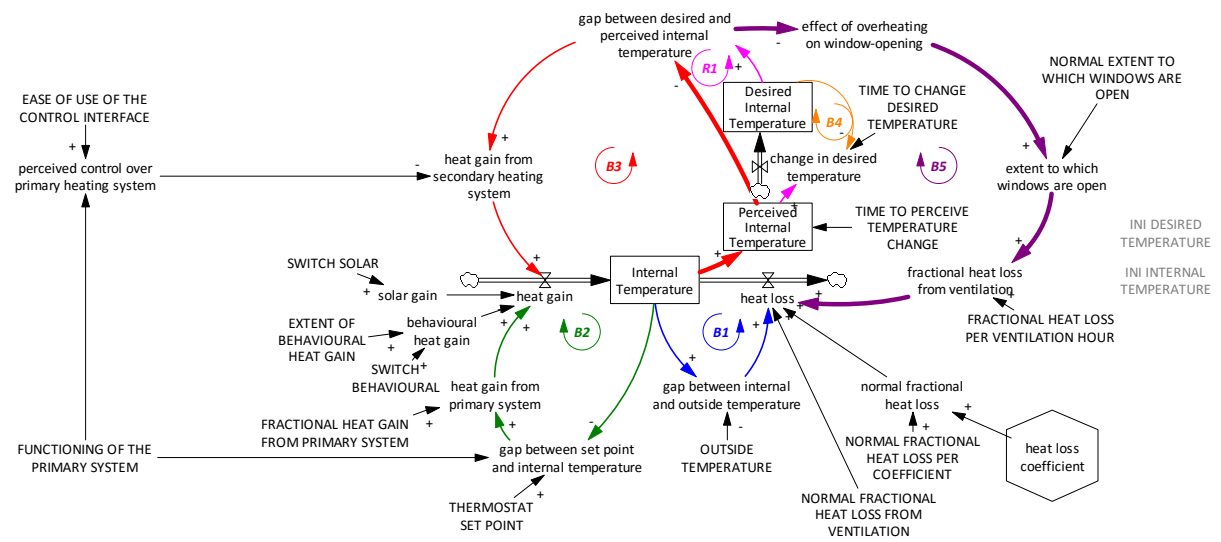 gap between desired and
perceived internal
temperature
effect of overheating
on window-opening
-
R1
+
-
NORMAL EXTENT TO
WHICH WINDOWS ARE
OPEN
EASE OF USE OF THE
CONTROL INTERFACE
Desired
Internal
Temperature
TIME TO CHANGE
DESIRED
TEMPERATURE
B4
-
+
+
perceived control over
primary heating system
-
+
heat gain from
secondary heating
system
B3
change in desired
temperature
+
B5
+
extent to which
windows are open
Perceived
Internal
Temperature
TIME TO PERCEIVE
TEMPERATURE
CHANGE
INI DESIRED
TEMPERATURE
+
+
+
SWITCH SOLAR
+
solar gain
+
heat gain
Internal
Temperature
heat loss
+
fractional heat loss
from ventilation
INI INTERNAL
TEMPERATURE
+
FRACTIONAL HEAT LOSS
PER VENTILATION HOUR
EXTENT OF
BEHAVIOURAL
HEAT GAIN
+
behavioural
heat gain
+
+
B2
B1
+
+
+
SWITCH
BEHAVIOURAL
+
heat gain from
primary system
+
gap between internal
and outside temperature
normal fractional
heat loss
+
FRACTIONAL HEAT GAIN
FROM PRIMARY SYSTEM
+
+
-
-
+
FUNCTIONING OF THE
PRIMARY SYSTEM
gap between set point
and internal temperature
OUTSIDE
TEMPERATURE
NORMAL FRACTIONAL
HEAT LOSS PER
COEFFICIENT
heat loss
coefficient
+
THERMOSTAT
SET POINT
NORMAL FRACTIONAL
HEAT LOSS FROM
VENTILATION